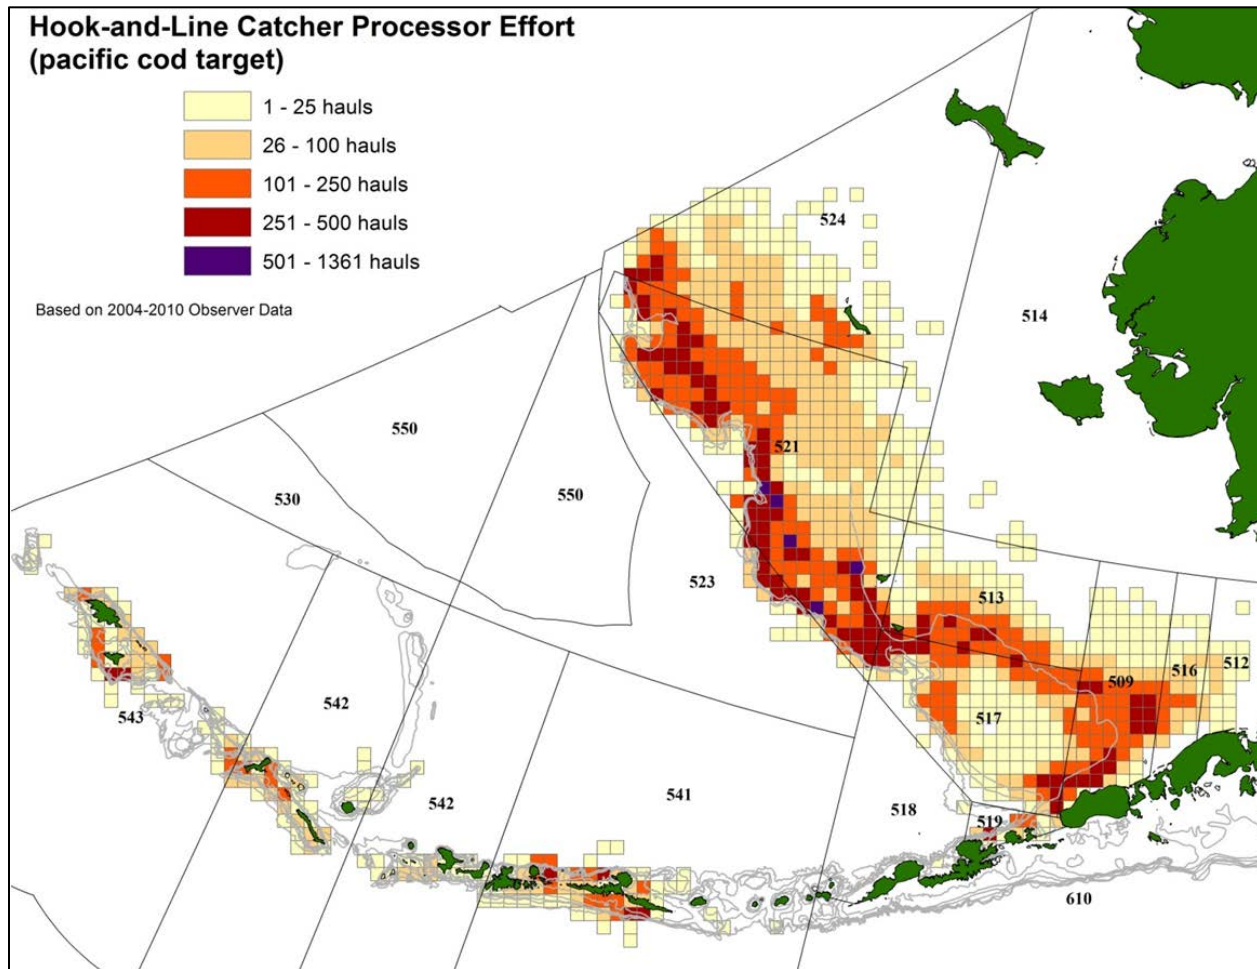 Hook-and-Line Catcher Processor Effort
(pacific cod target)
1 - 25 hauls
26 - 100 hauls
101 - 250 hauls
251 - 500 hauls
501 - 1361 hauls
Based on 2004-2010 Observer Data
524
514
550
521
530
550
523
513
509
516
512
543
542
517
542
541
518
519
610